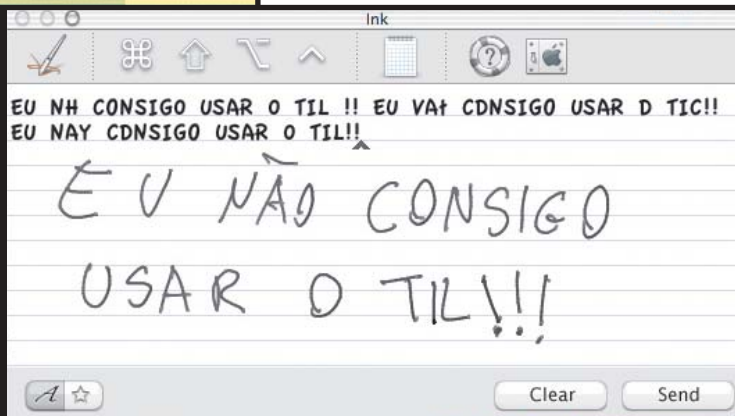 Ink
EU NH CONSIGO USAR O TIL !! EU VAt CDNSIGO USAR D TIC!!
EU NAY CDNSIGO USAR O TIL!!
EU NÃO CONSIGO
USAR O TIL!!!
Clear Send